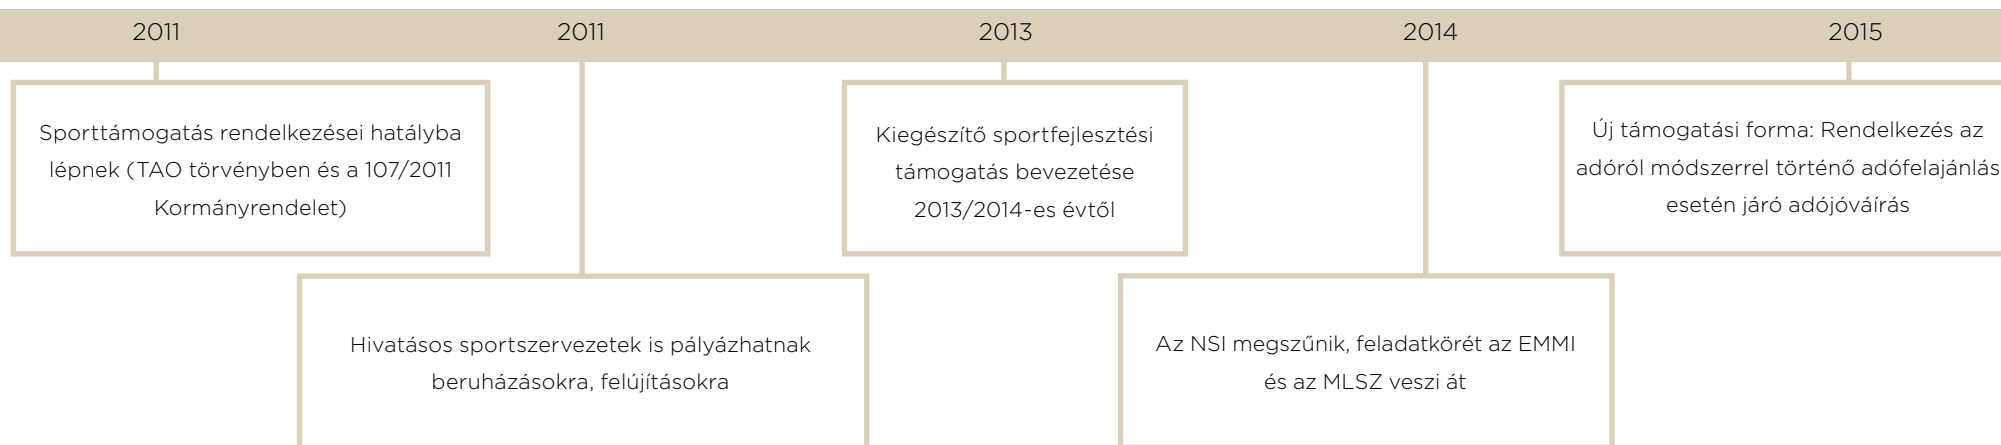 2011
2011
2013
2014
2015
Sporttámogatás rendelkezései hatályba
lépnek (TAO törvényben és a 107/2011
Kormányrendelet)
Hivatásos sportszervezetek is pályázhatnak
beruházásokra, felújításokra
Kiegészítő sportfejlesztési
támogatás bevezetése
2013/2014-es évtől
Az NSI megszűnik, feladatkörét az EMMI
és az MLSZ veszi át
Új támogatási forma: Rendelkezés az
adóról módszerrel történő adófelajánlás
esetén járó adójóváírás